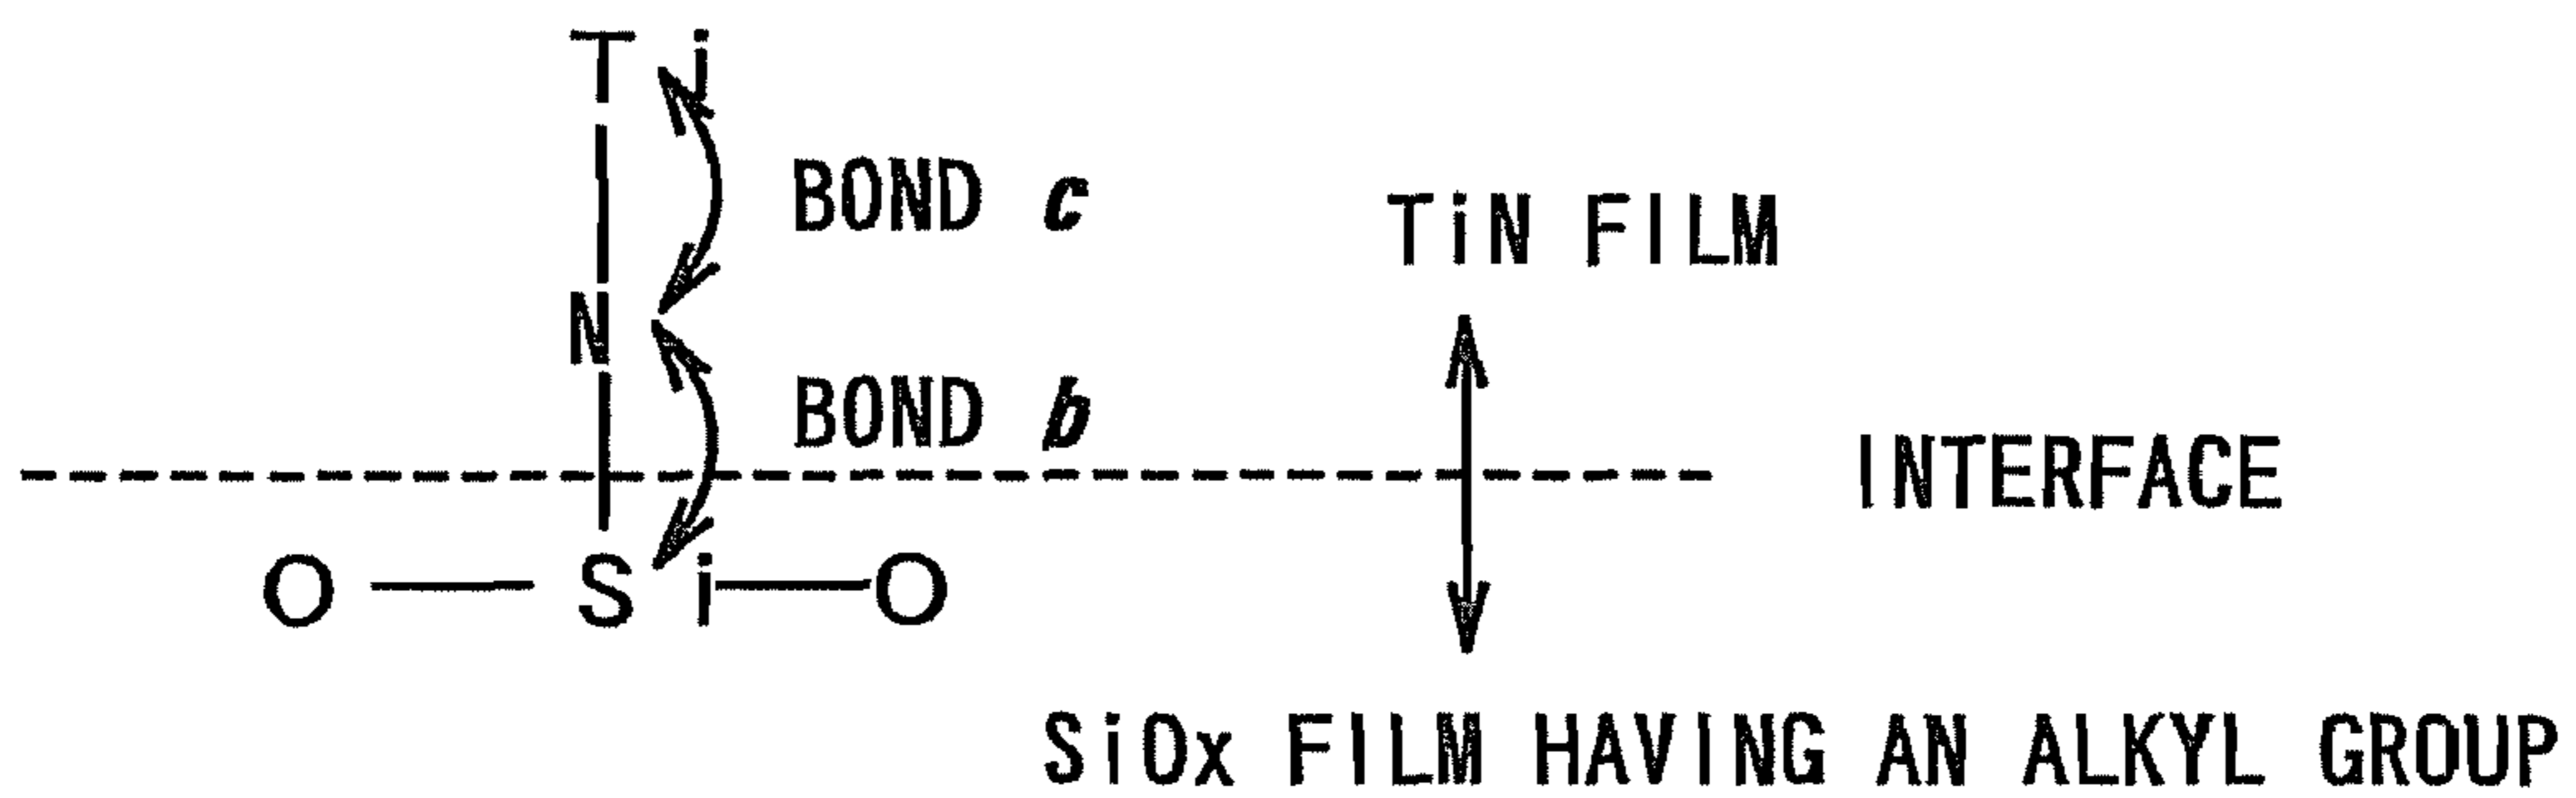 Ti
BOND c
TiN FILM
N
BOND b
INTERFACE
O Si O
SiOx FILM HAVING AN ALKYL GROUP